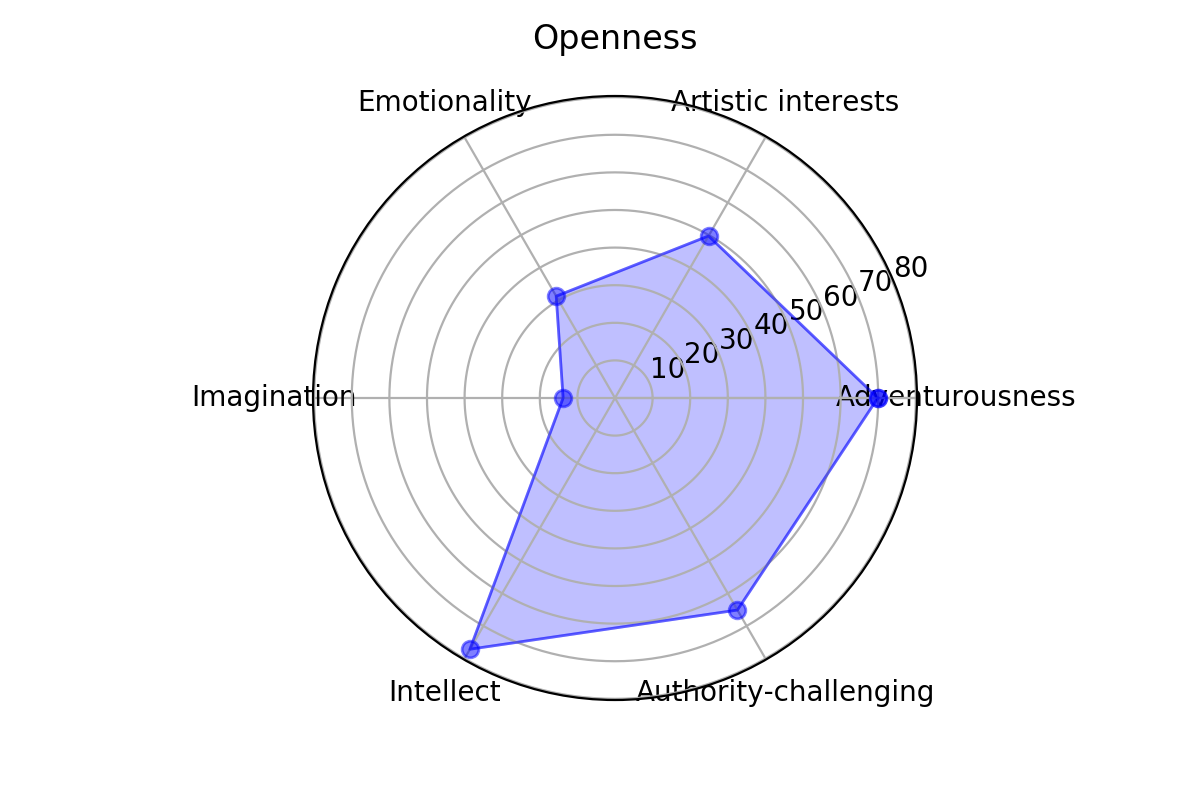 Openness
Emotionality
Artistic interests
80
70
60
50
40
30
20
10
Imagination
Adventurousness
Intellect
Authority-challenging